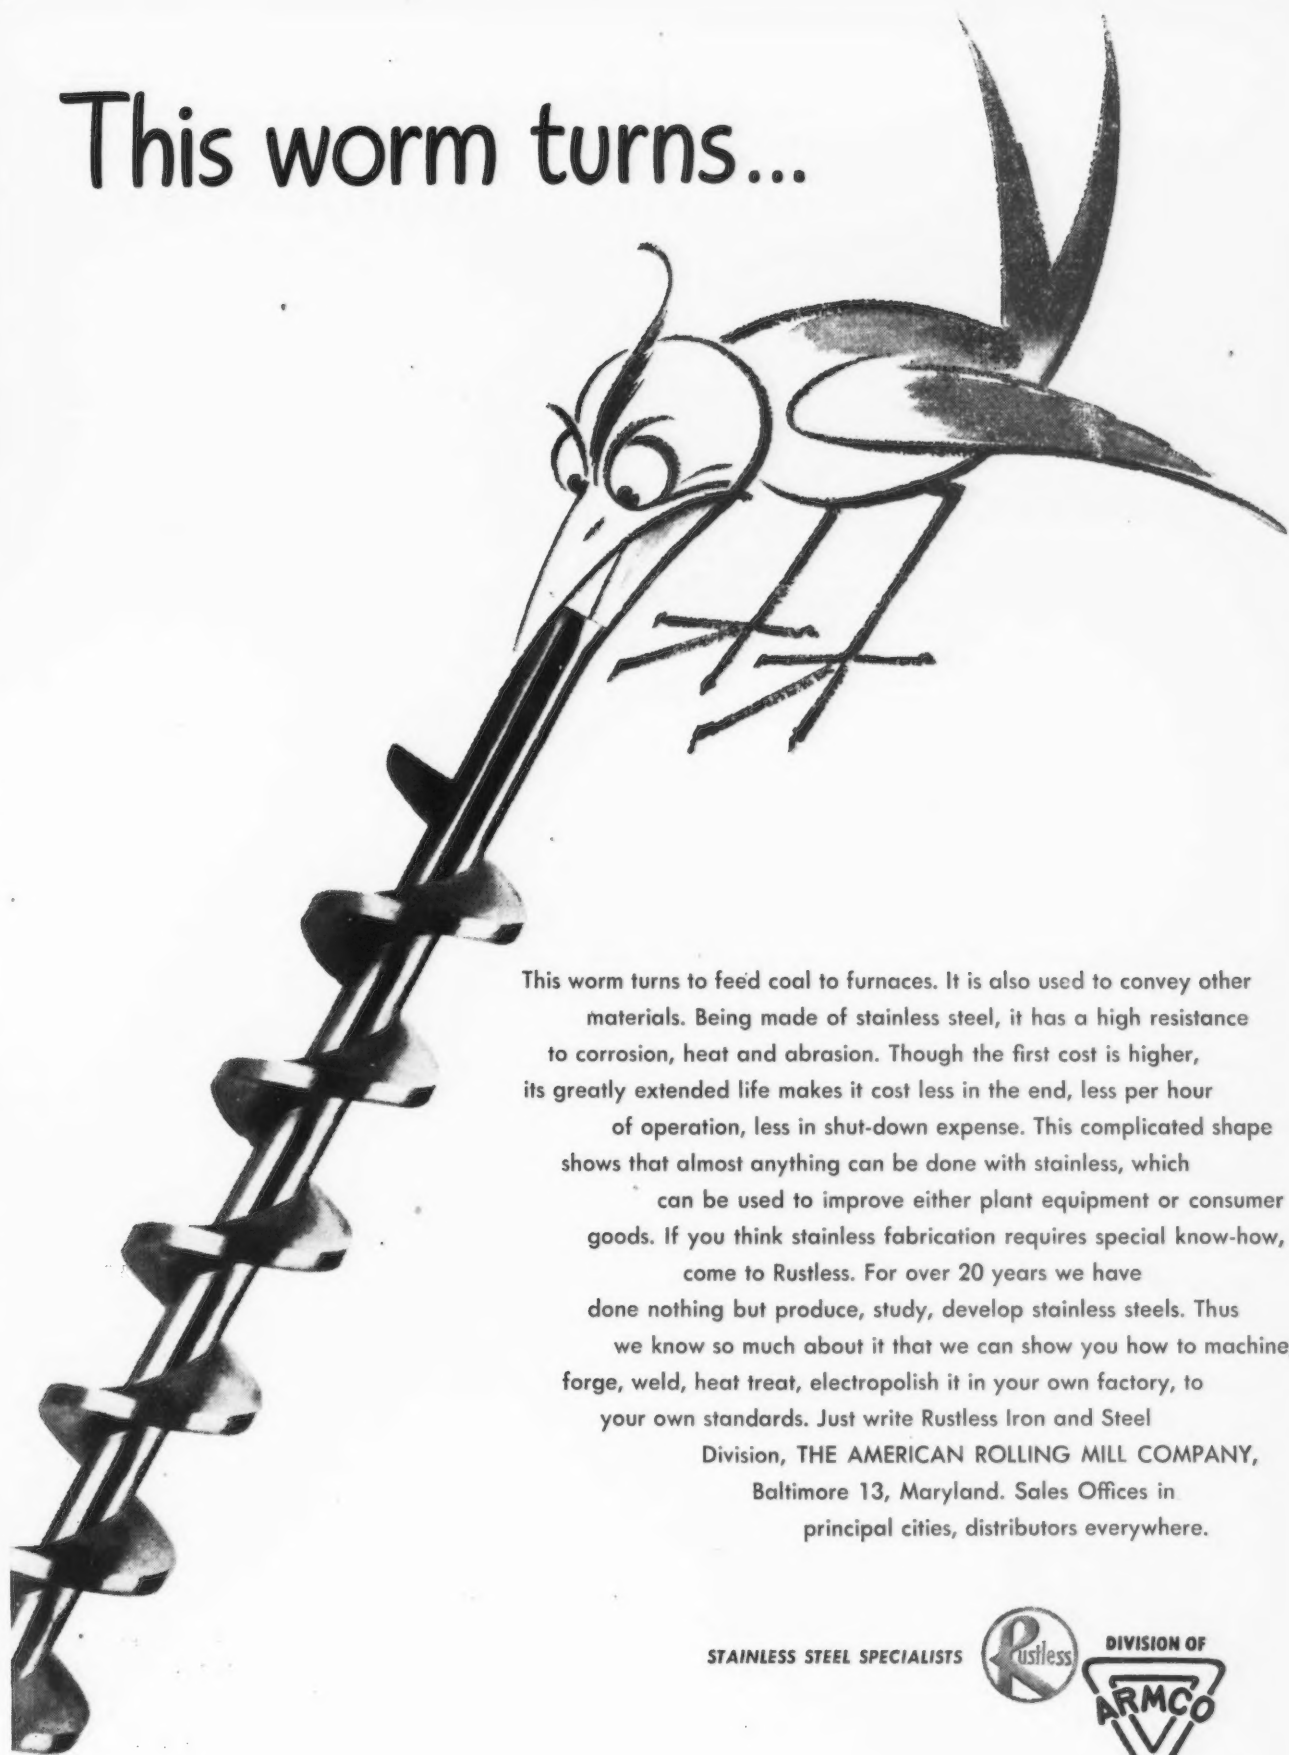 This worm turns...
This worm turns to feed coal to furnaces. It is also used to convey other
materials. Being made of stainless steel, it has a high resistance
to corrosion, heat and abrasion. Though the first cost is higher,
its greatly extended life makes it cost less in the end, less per hour
of operation, less in shut-down expense. This complicated shape
shows that almost anything can be done with stainless, which
can be used to improve either plant equipment or consumer
goods. If you think stainless fabrication requires special know-how,
come to Rustless. For over 20 years we have
done nothing but produce, study, develop stainless steels. Thus
we know so much about it that we can show you how to machine
forge, weld, heat treat, electropolish it in your own factory, to
your own standards. Just write Rustless Iron and Steel
Division, THE AMERICAN ROLLING MILL COMPANY,
Baltimore 13, Maryland. Sales Offices in
principal cities, distributors everywhere.
STAINLESS STEEL SPECIALISTS
Rustless
DIVISION OF
ARMCO